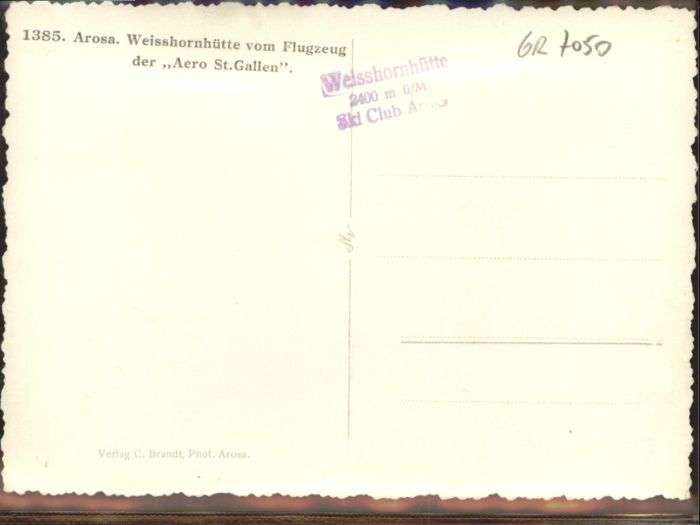 1385. Arosa. Weisshornhütte vom Flugzeug
der „Aero St.Gallen".
Weisshornhütte
2400 m ü/M
Ski Club
GR 7050
Verlag C. Brandt, Phot. Arosa.